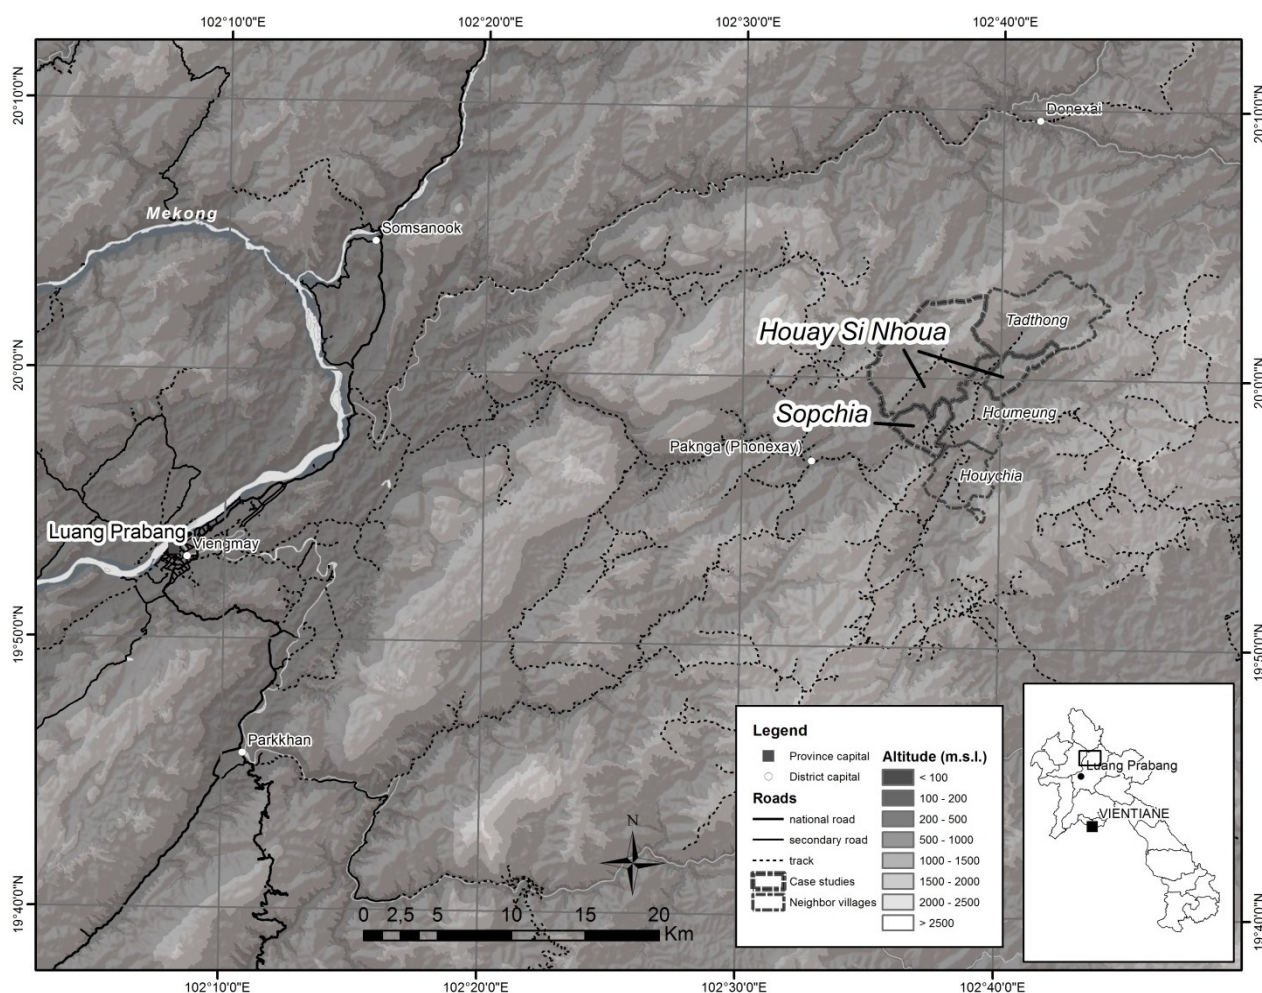 102°10'0"E
102°20'0"E
102°30'0"E
102°40'0"E
20°10'0"N
20°10'0"N
Donexai
Mekong
Somsanook
Tadthong
Houay Si Nhoua
20°0'0"N
20°0'0"N
Sopchia
Houmeung
Paknga (Phonexay)
Houychia
Luang Prabang
Viengmay
19°50'0"N
19°50'0"N
Parkkhan
Legend
Province capital
District capital
Roads
national road
secondary road
track
Case studies
Neighbor villages
Altitude (m.s.l.)
< 100
100 - 200
200 - 500
500 - 1000
1000 - 1500
1500 - 2000
2000 - 2500
> 2500
Luang Prabang
VIENTIANE
N
19°40'0"N
19°40'0"N
0 2,5 5 10 15 20
Km
102°10'0"E
102°20'0"E
102°30'0"E
102°40'0"E